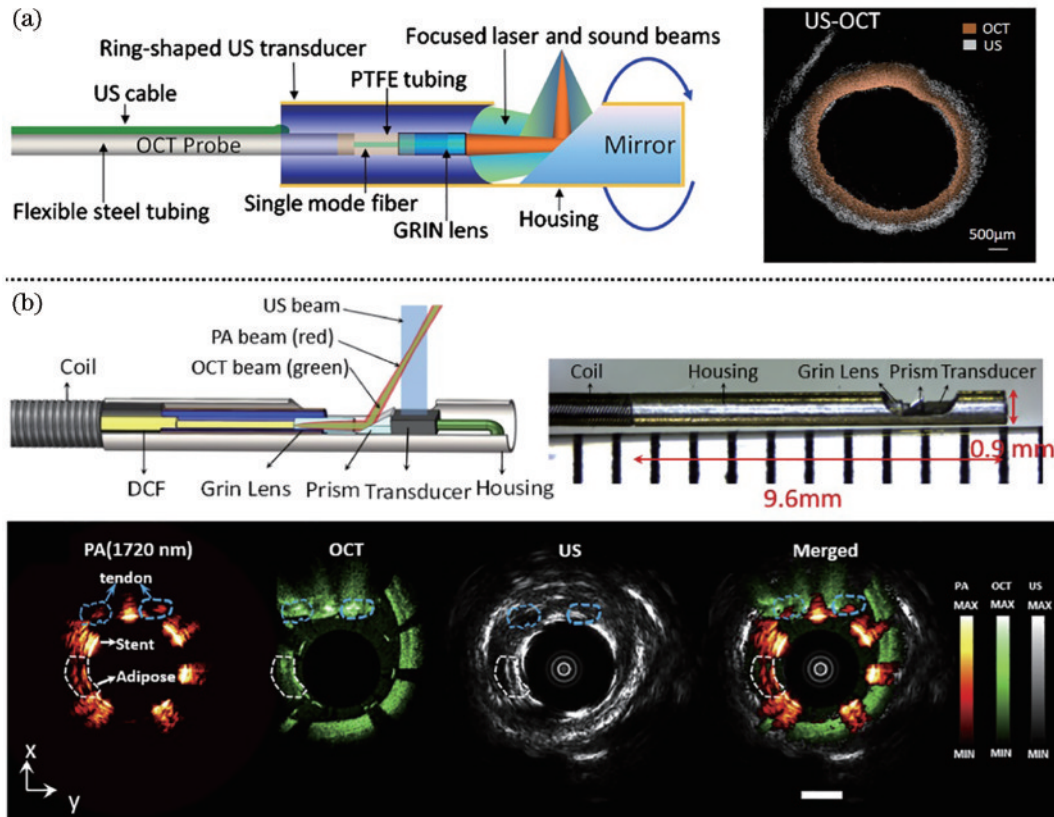 (a)
Ring-shaped US transducer
Focused laser and sound beams
PTFE tubing
US cable
OCT Probe
Mirror
Flexible steel tubing
Single mode fiber
GRIN lens
Housing
US-OCT
OCT
US
500μm
(b)
US beam
PA beam (red)
OCT beam (green)
Coil
DCF
Grin Lens
Prism
Transducer
Housing
Coil
Housing
Grin Lens
Prism
Transducer
0.9 mm
9.6mm
PA(1720 nm)
OCT
US
Merged
tendon
Stent
Adipose
x
y
PA
OCT
US
MAX
MAX
MAX
MIN
MIN
MIN